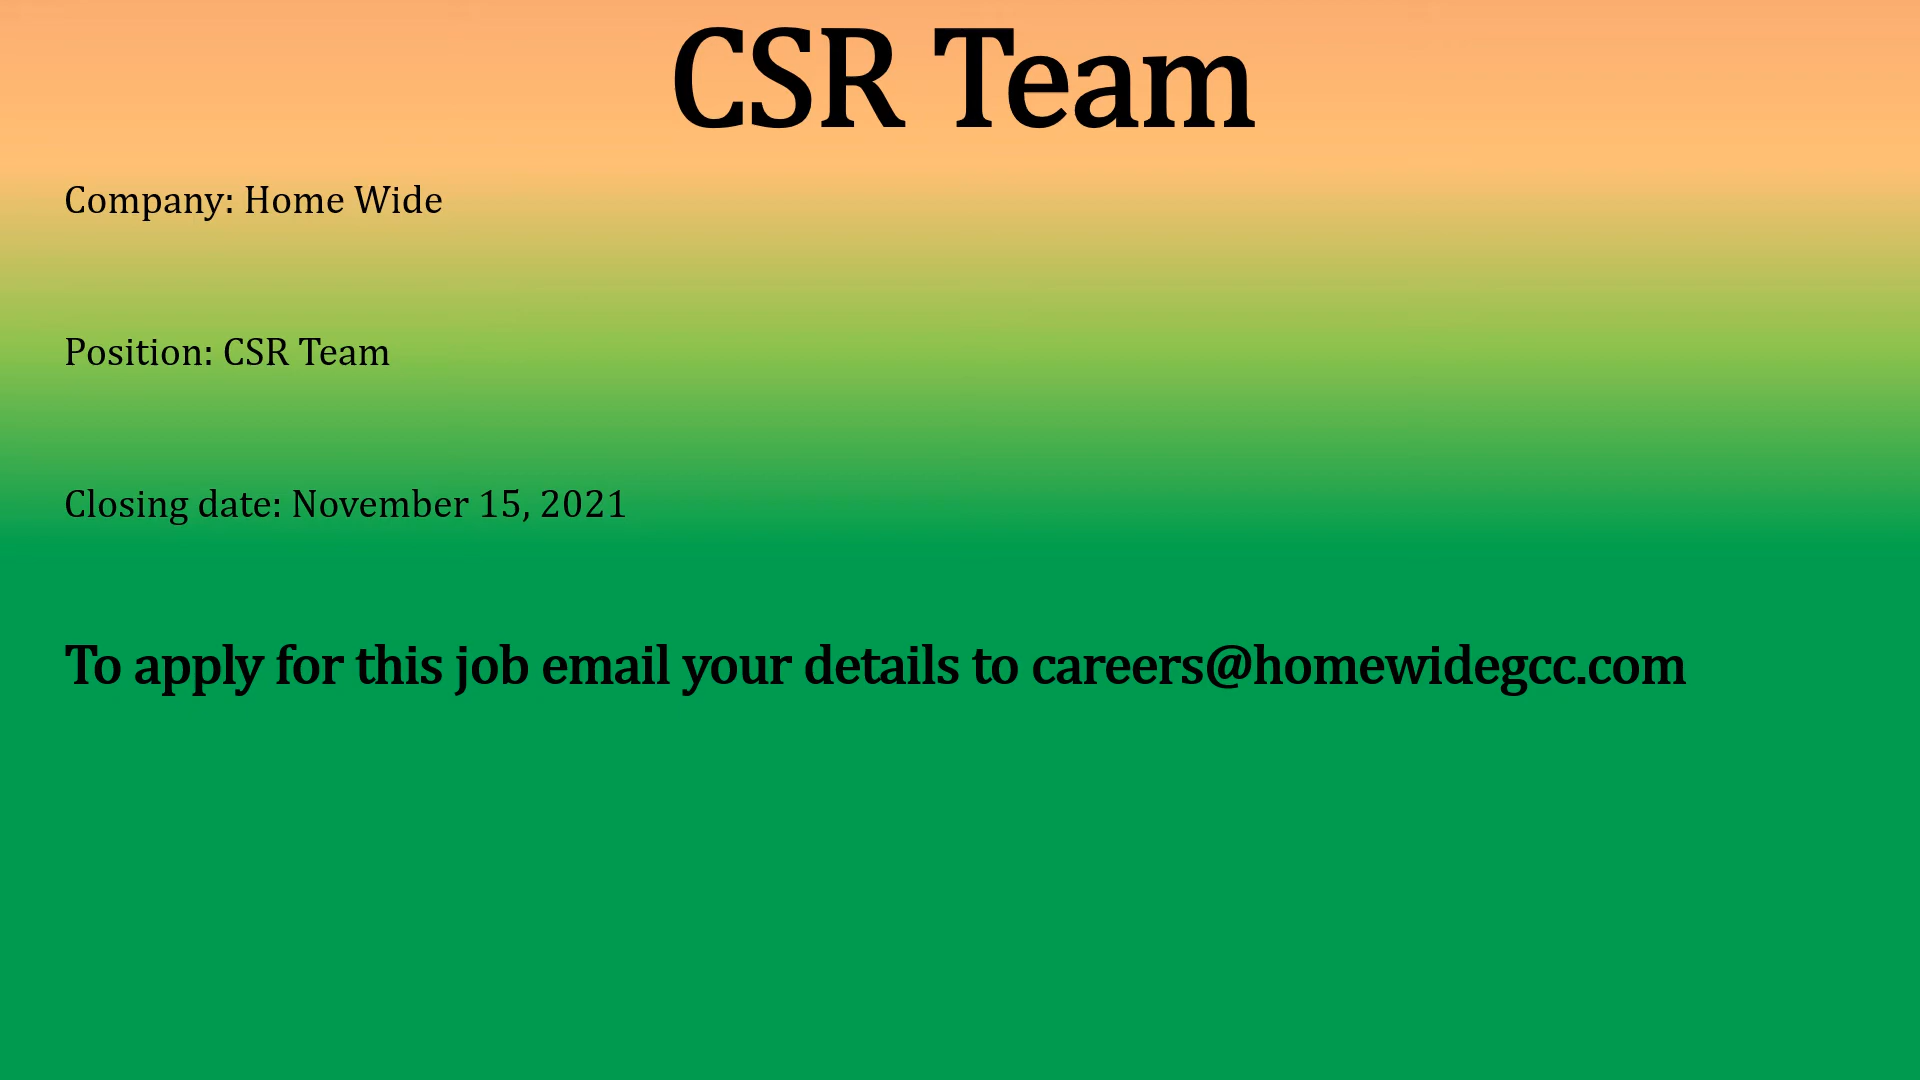 CSR Team
Company: Home Wide
Position: CSR Team
Closing date: November 15, 2021
To apply for this job email your details to careers@homewidegcc.com